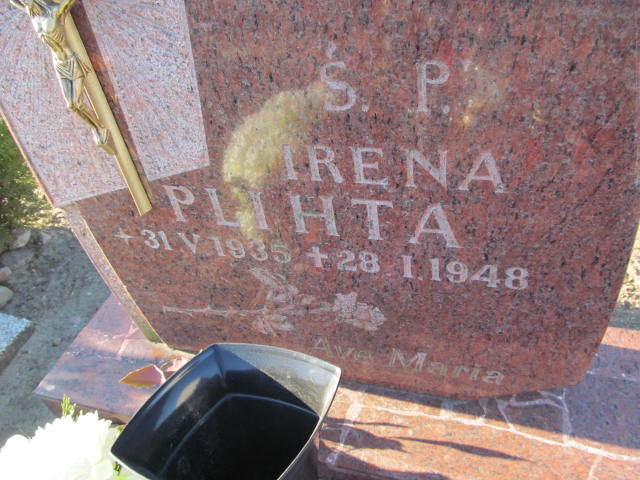 Ś. P.
IRENA
PLIHTA
+31 V 1935 +28 I.1948
Ave Maria